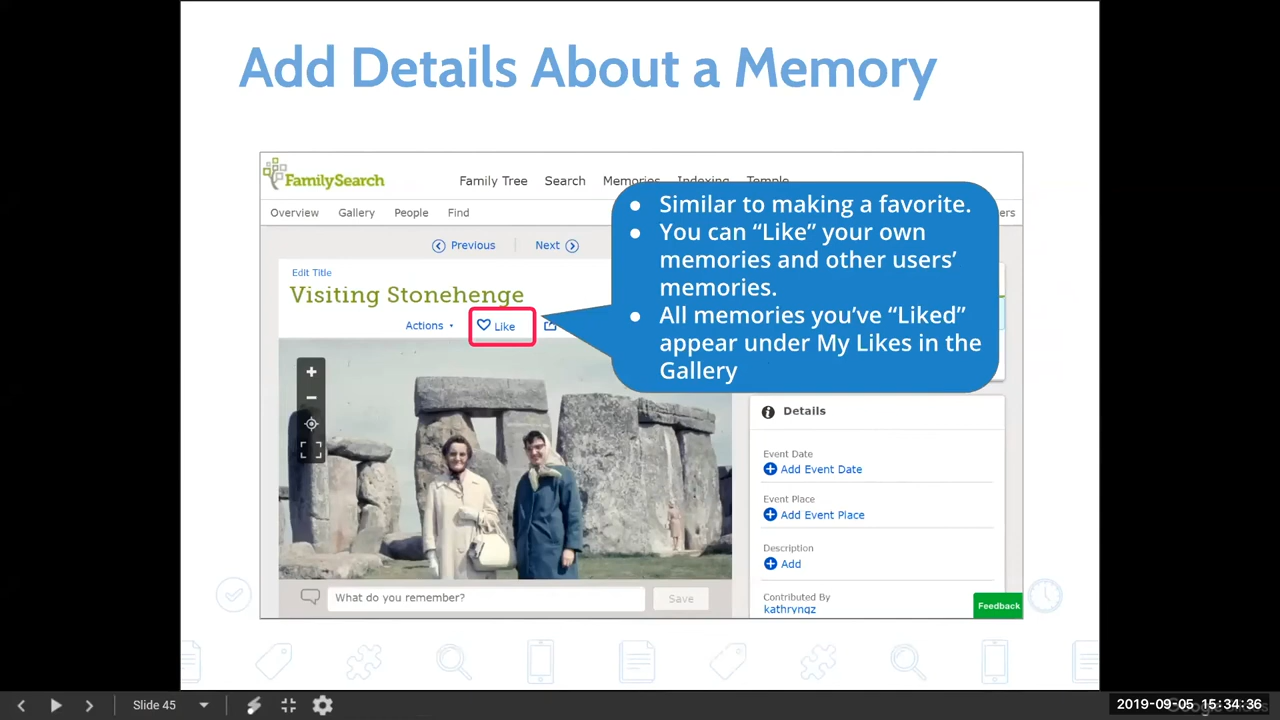 Add Details About a Memory
FamilySearch
Family Tree Search Memories Indexing Temple
Overview Gallery People Find
Previous Next
Edit Title
Visiting Stonehenge
Actions Like
● Similar to making a favorite.
● You can “Like” your own
memories and other users’
memories.
● All memories you’ve “Liked”
appear under My Likes in the
Gallery
Details
Event Date
Add Event Date
Event Place
Add Event Place
Description
Add
Contributed By
kathryngz
What do you remember? Save
Feedback
Slide 45
2019-09-05 15:34:36